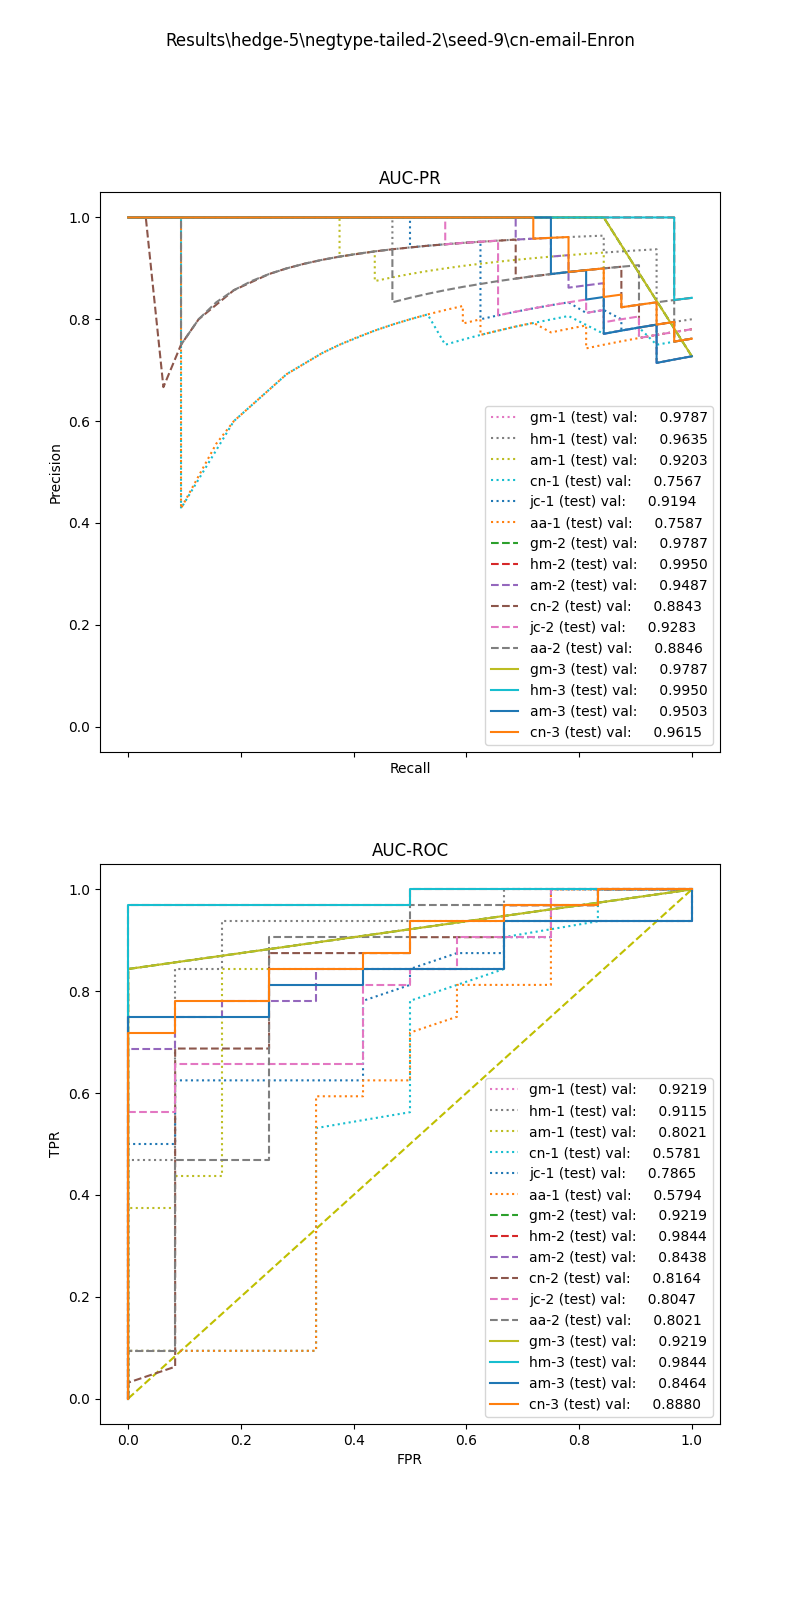 Results\hedge-5\negtype-tailed-2\seed-9\cn-email-Enron
AUC-PR
1.0
0.8
0.6
0.4
0.2
0.0
Precision
Recall
gm-1 (test) val: 0.9787
hm-1 (test) val: 0.9635
am-1 (test) val: 0.9203
cn-1 (test) val: 0.7567
jc-1 (test) val: 0.9194
aa-1 (test) val: 0.7587
gm-2 (test) val: 0.9787
hm-2 (test) val: 0.9950
am-2 (test) val: 0.9487
cn-2 (test) val: 0.8843
jc-2 (test) val: 0.9283
aa-2 (test) val: 0.8846
gm-3 (test) val: 0.9787
hm-3 (test) val: 0.9950
am-3 (test) val: 0.9503
cn-3 (test) val: 0.9615
AUC-ROC
1.0
0.8
0.6
0.4
0.2
0.0
TPR
gm-1 (test) val: 0.9219
hm-1 (test) val: 0.9115
am-1 (test) val: 0.8021
cn-1 (test) val: 0.5781
jc-1 (test) val: 0.7865
aa-1 (test) val: 0.5794
gm-2 (test) val: 0.9219
hm-2 (test) val: 0.9844
am-2 (test) val: 0.8438
cn-2 (test) val: 0.8164
jc-2 (test) val: 0.8047
aa-2 (test) val: 0.8021
gm-3 (test) val: 0.9219
hm-3 (test) val: 0.9844
am-3 (test) val: 0.8464
cn-3 (test) val: 0.8880
0.0 0.2 0.4 0.6 0.8 1.0
FPR